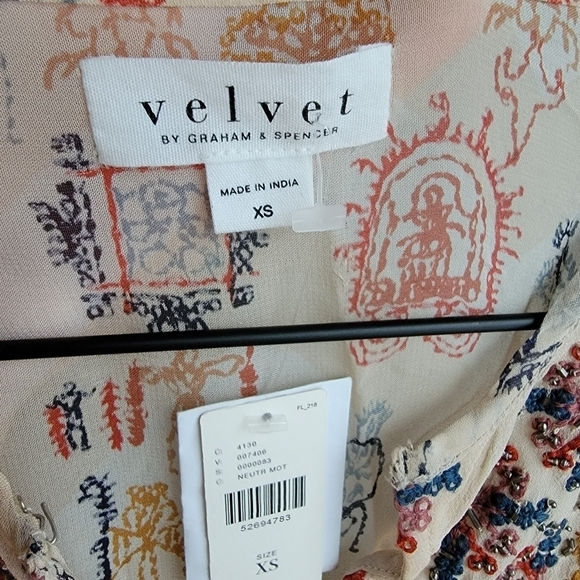 velvet
BY GRAHAM & SPENCER
MADE IN INDIA
XS
FL_218
4130
V: 007406
S: 0000083
C: NEUTR MOT
52694783
SIZE
XS